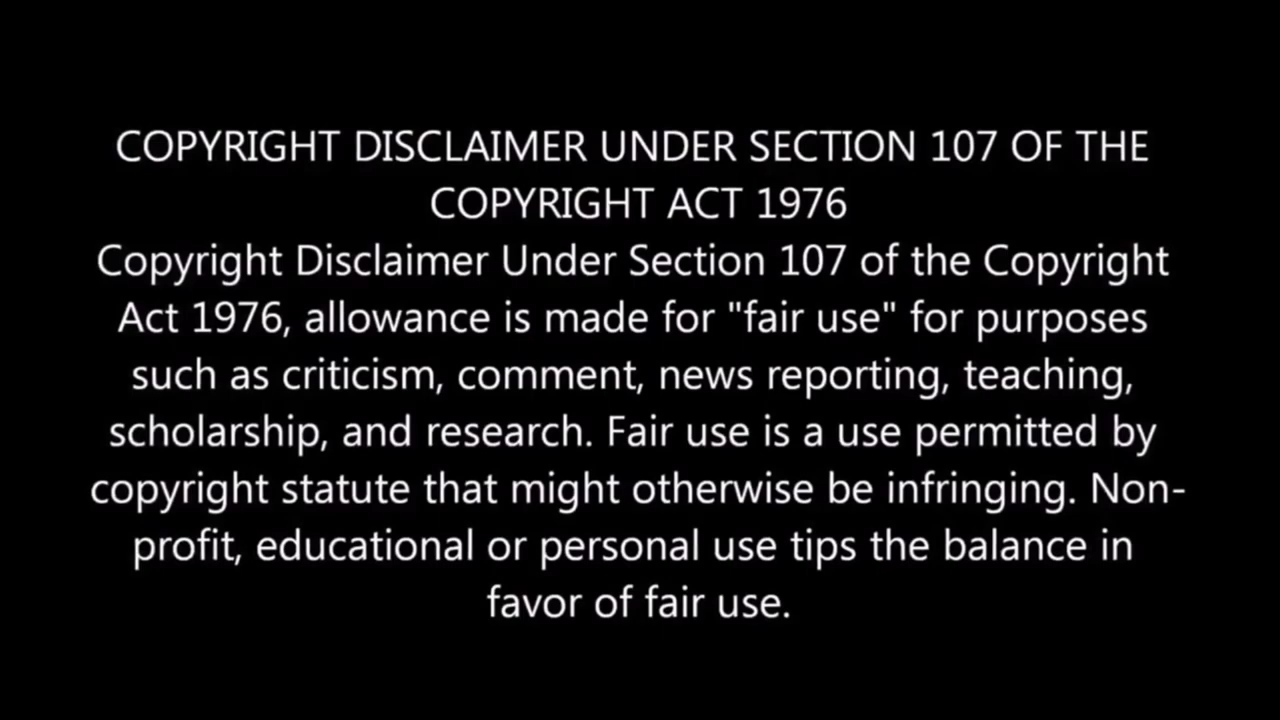 COPYRIGHT DISCLAIMER UNDER SECTION 107 OF THE
COPYRIGHT ACT 1976
Copyright Disclaimer Under Section 107 of the Copyright
Act 1976, allowance is made for "fair use" for purposes
such as criticism, comment, news reporting, teaching,
scholarship, and research. Fair use is a use permitted by
copyright statute that might otherwise be infringing. Non-
profit, educational or personal use tips the balance in
favor of fair use.